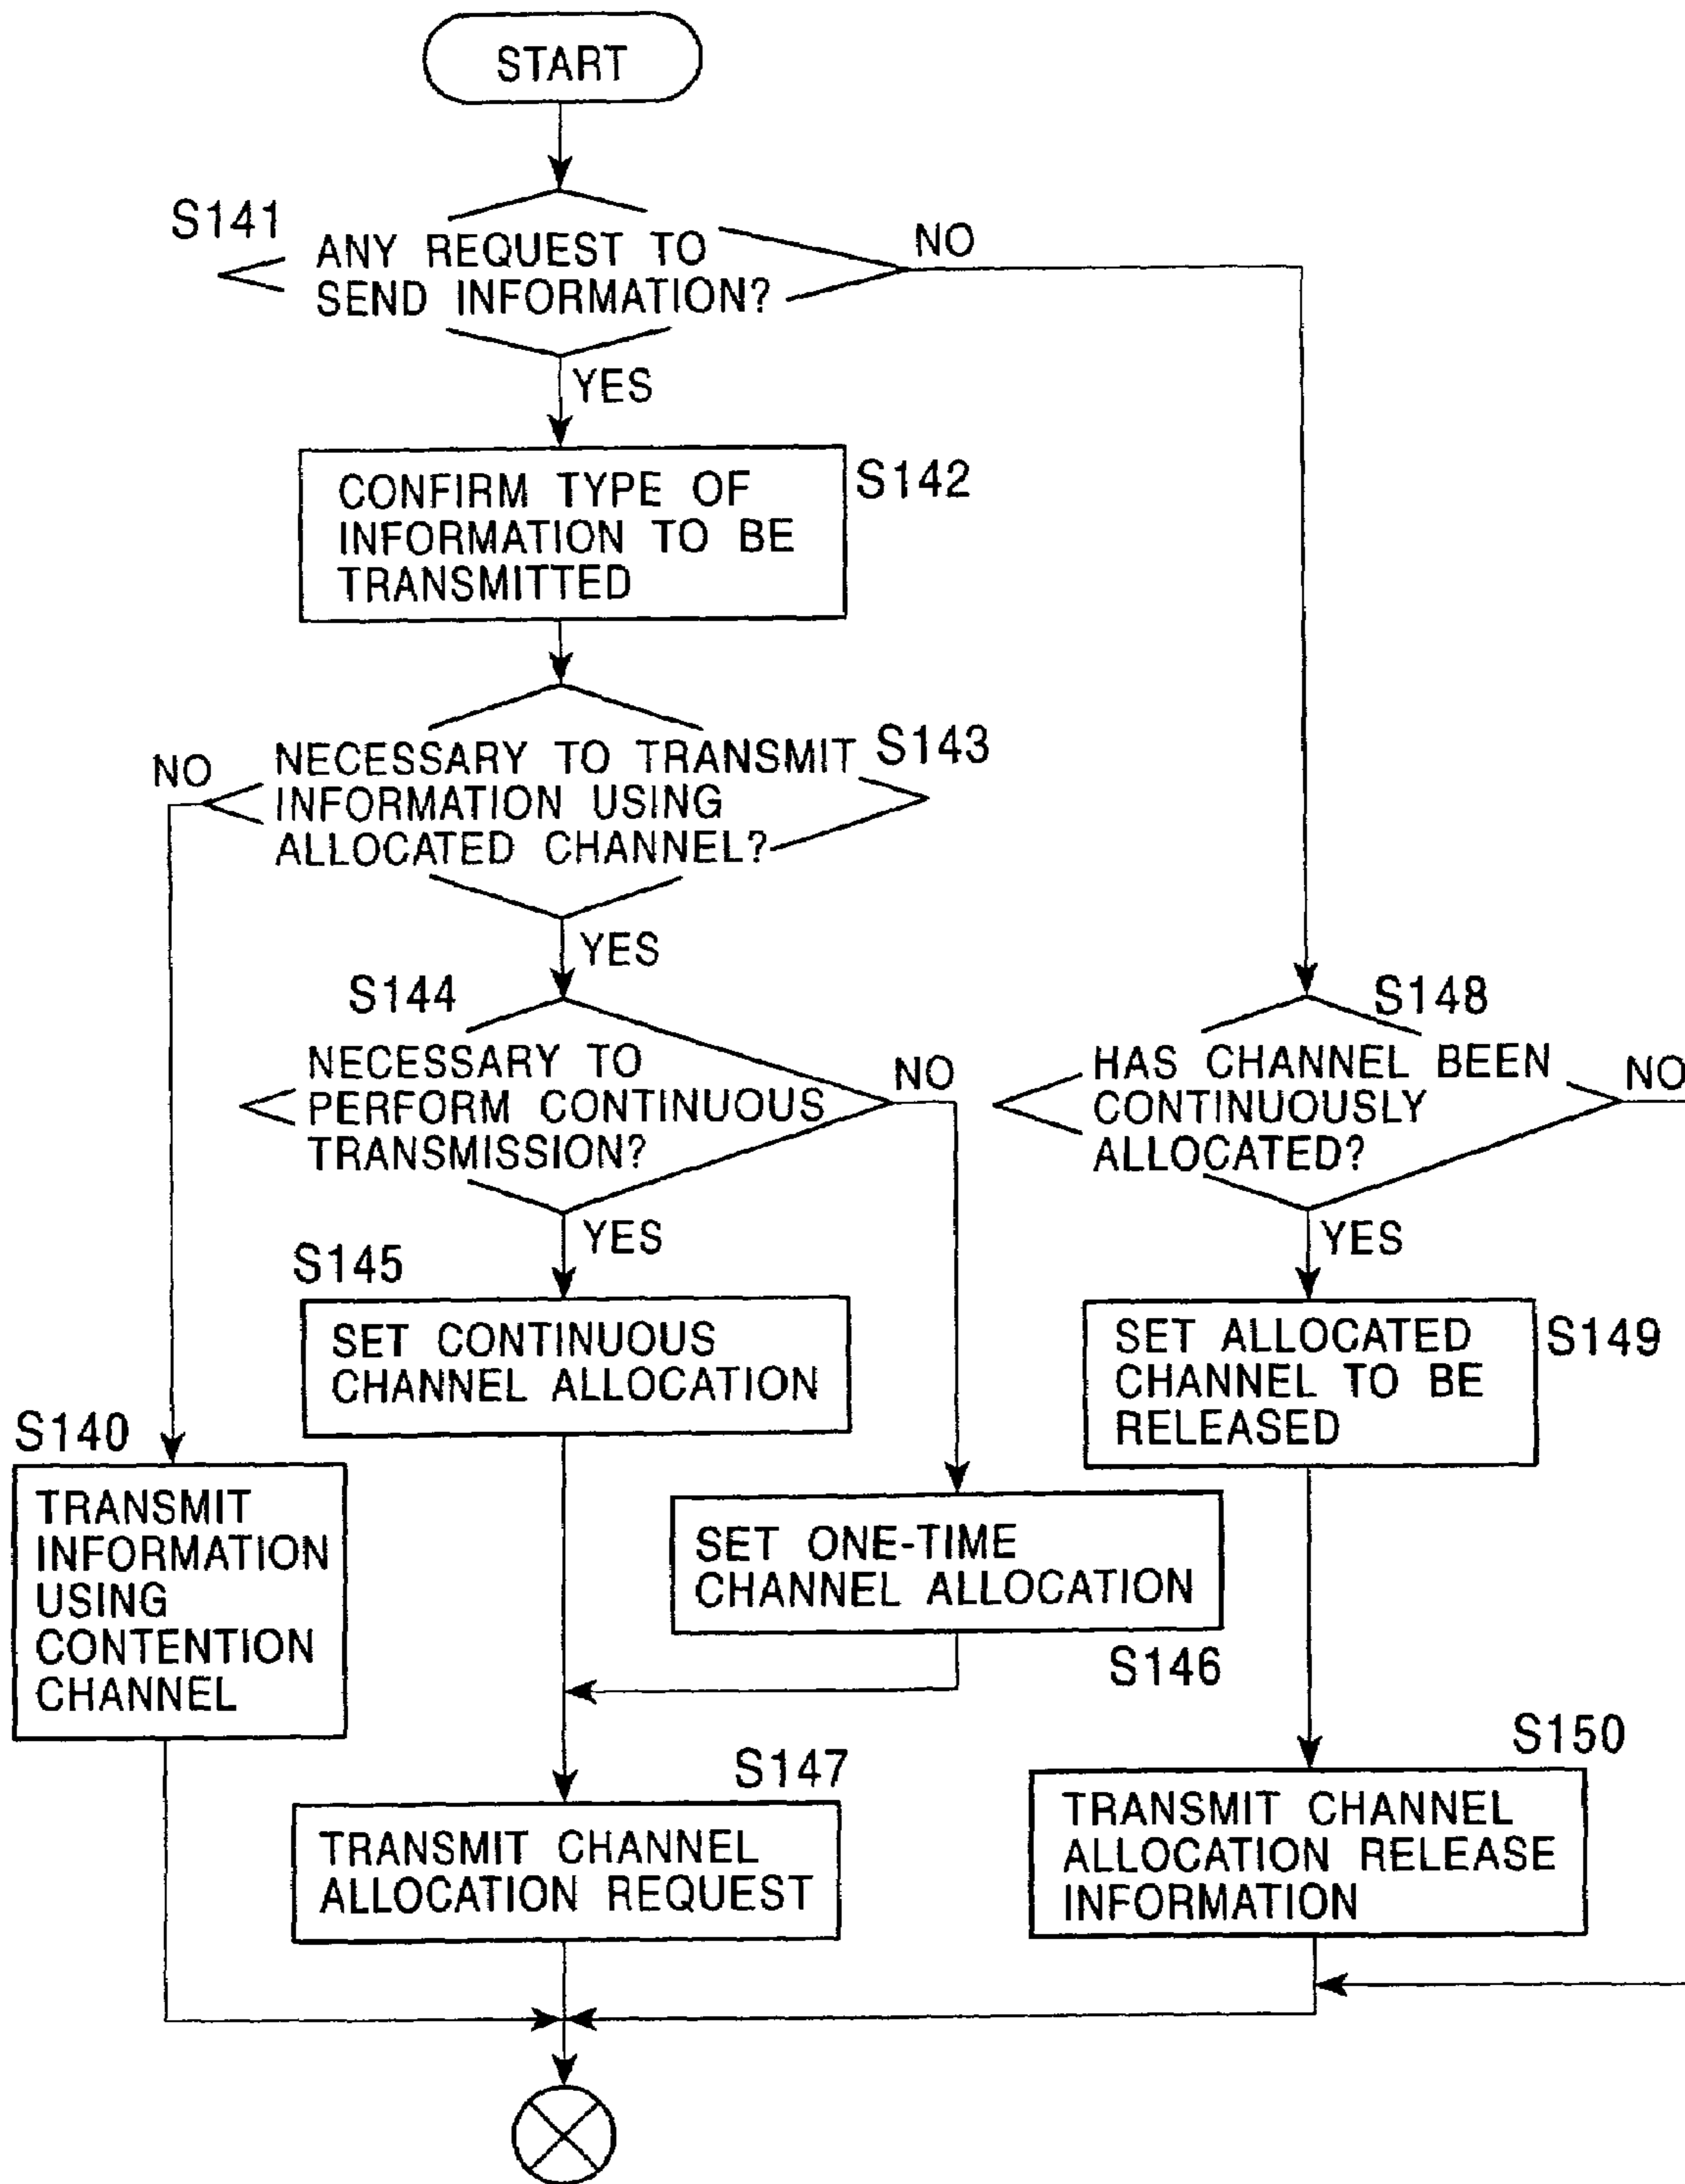 START
S141
ANY REQUEST TO
SEND INFORMATION?
NO
YES
CONFIRM TYPE OF
INFORMATION TO BE
TRANSMITTED
S142
NO
NECESSARY TO TRANSMIT
INFORMATION USING
ALLOCATED CHANNEL?
S143
YES
S144
NECESSARY TO
PERFORM CONTINUOUS
TRANSMISSION?
NO
YES
S148
HAS CHANNEL BEEN
CONTINUOUSLY
ALLOCATED?
NO
YES
S145
SET CONTINUOUS
CHANNEL ALLOCATION
SET ALLOCATED
CHANNEL TO BE
RELEASED
S149
S140
TRANSMIT
INFORMATION
USING
CONTENTION
CHANNEL
SET ONE-TIME
CHANNEL ALLOCATION
S146
S147
TRANSMIT CHANNEL
ALLOCATION REQUEST
S150
TRANSMIT CHANNEL
ALLOCATION RELEASE
INFORMATION